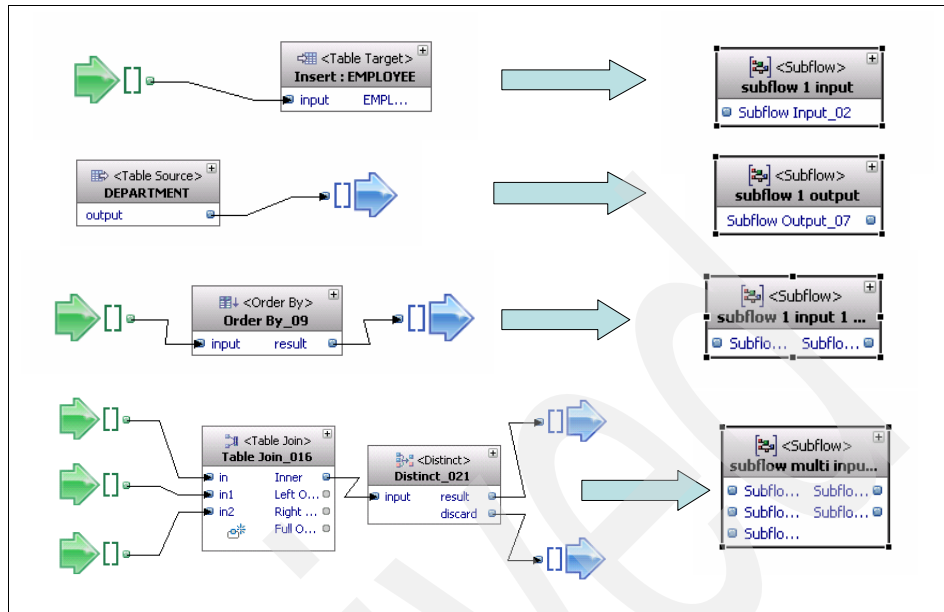 <Table Target>
Insert : EMPLOYEE
input EMPL...
<Subflow>
subflow 1 input
Subflow Input_02
<Table Source>
DEPARTMENT
output
<Subflow>
subflow 1 output
Subflow Output_07
<Order By>
Order By_09
input result
<Subflow>
subflow 1 input 1 ...
Subflo... Subflo...
<Table Join>
Table Join_016
in Inner
in1 Left O...
in2 Right ...
Full O...
<Distinct>
Distinct_021
input result
discard
<Subflow>
subflow multi inpu...
Subflo... Subflo...
Subflo... Subflo...
Subflo...